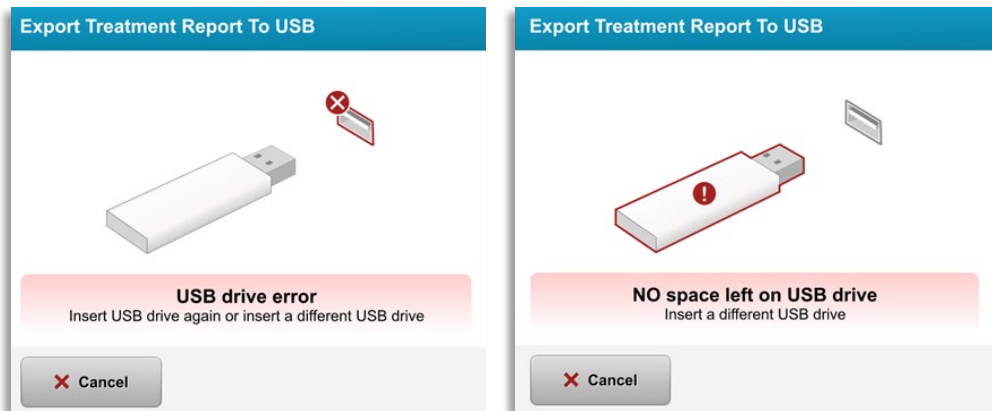 Export Treatment Report To USB
USB drive error
Insert USB drive again or insert a different USB drive
Cancel
Export Treatment Report To USB
NO space left on USB drive
Insert a different USB drive
Cancel